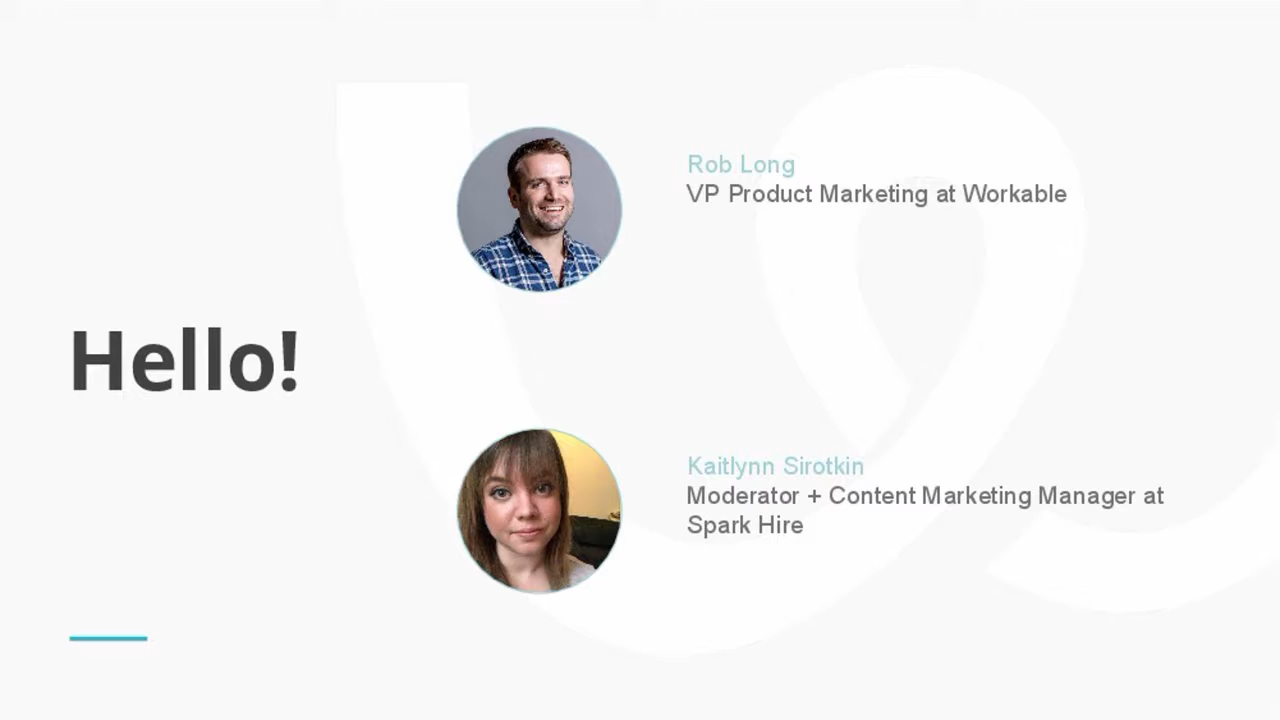 Rob Long
VP Product Marketing at Workable
Hello!
Kaitlynn Sirotkin
Moderator + Content Marketing Manager at
Spark Hire